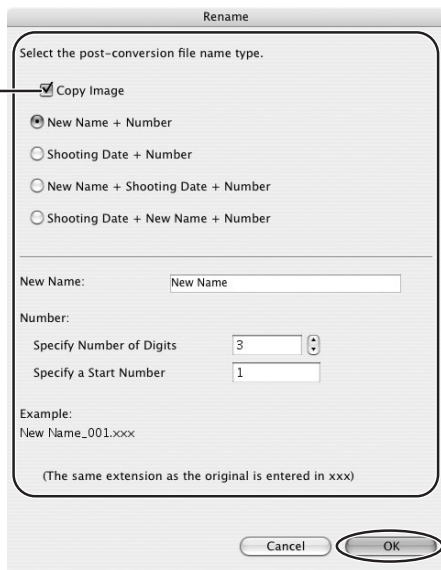 Rename
Select the post-conversion file name type.
Copy Image
New Name + Number
Shooting Date + Number
New Name + Shooting Date + Number
Shooting Date + New Name + Number
New Name: New Name
Number:
Specify Number of Digits 3
Specify a Start Number 1
Example:
New Name_001.xxx
(The same extension as the original is entered in xxx)
Cancel OK